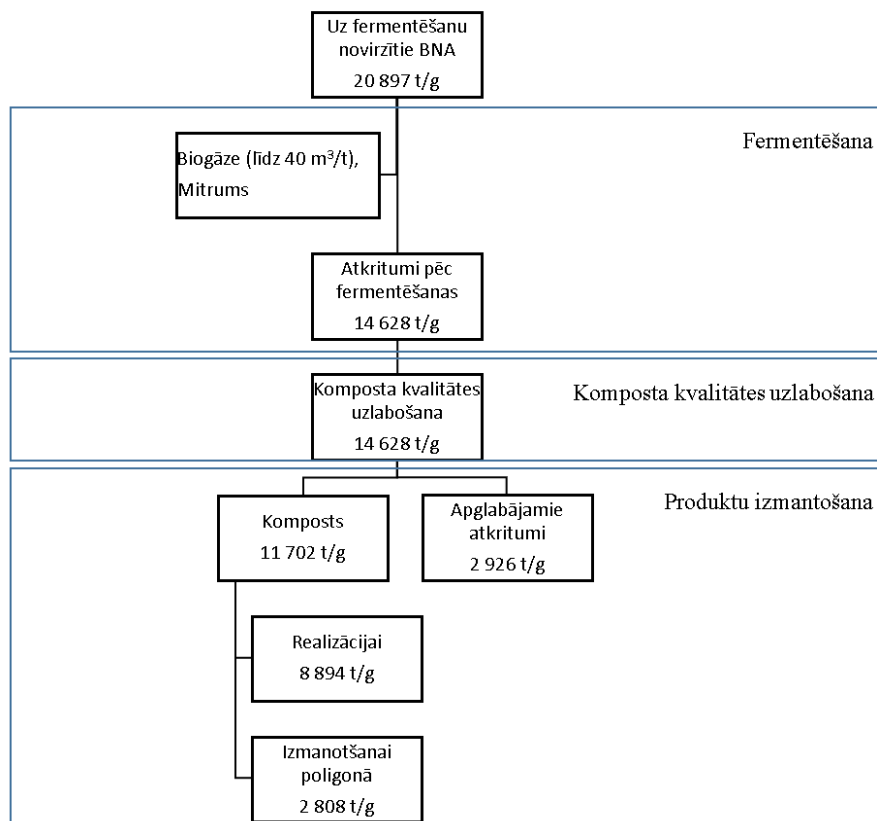 Uz fermentēšanu
novirzītie BNA
20 897 t/g
Fermentēšana
Biogāze (līdz 40 m³/t),
Mitrums
Atkritumi pēc
fermentēšanas
14 628 t/g
Komposta kvalitātes
uzlabošana
14 628 t/g
Komposta kvalitātes uzlabošana
Produktu izmantošana
Komposts
11 702 t/g
Apglabājamie
atkritumi
2 926 t/g
Realizācijai
8 894 t/g
Izmanotšanai
poligonā
2 808 t/g